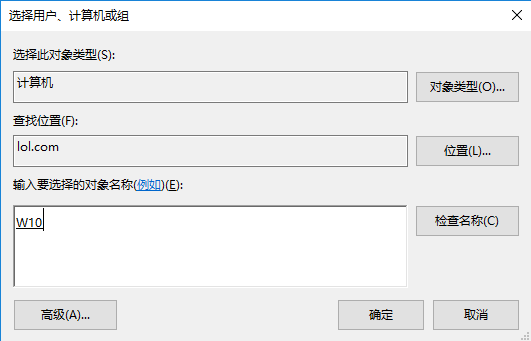 选择用户、计算机或组
选择此对象类型(S):
计算机
对象类型(O)...
查找位置(F):
lol.com
位置(L)...
输入要选择的对象名称(例如)(E):
W10
检查名称(C)
高级(A)...
确定
取消